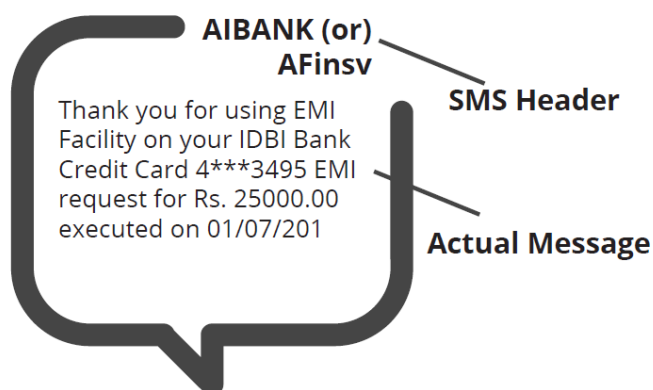 AIBANK (or)
AFinsv
SMS Header
Thank you for using EMI
Facility on your IDBI Bank
Credit Card 4***3495 EMI
request for Rs. 25000.00
executed on 01/07/201
Actual Message